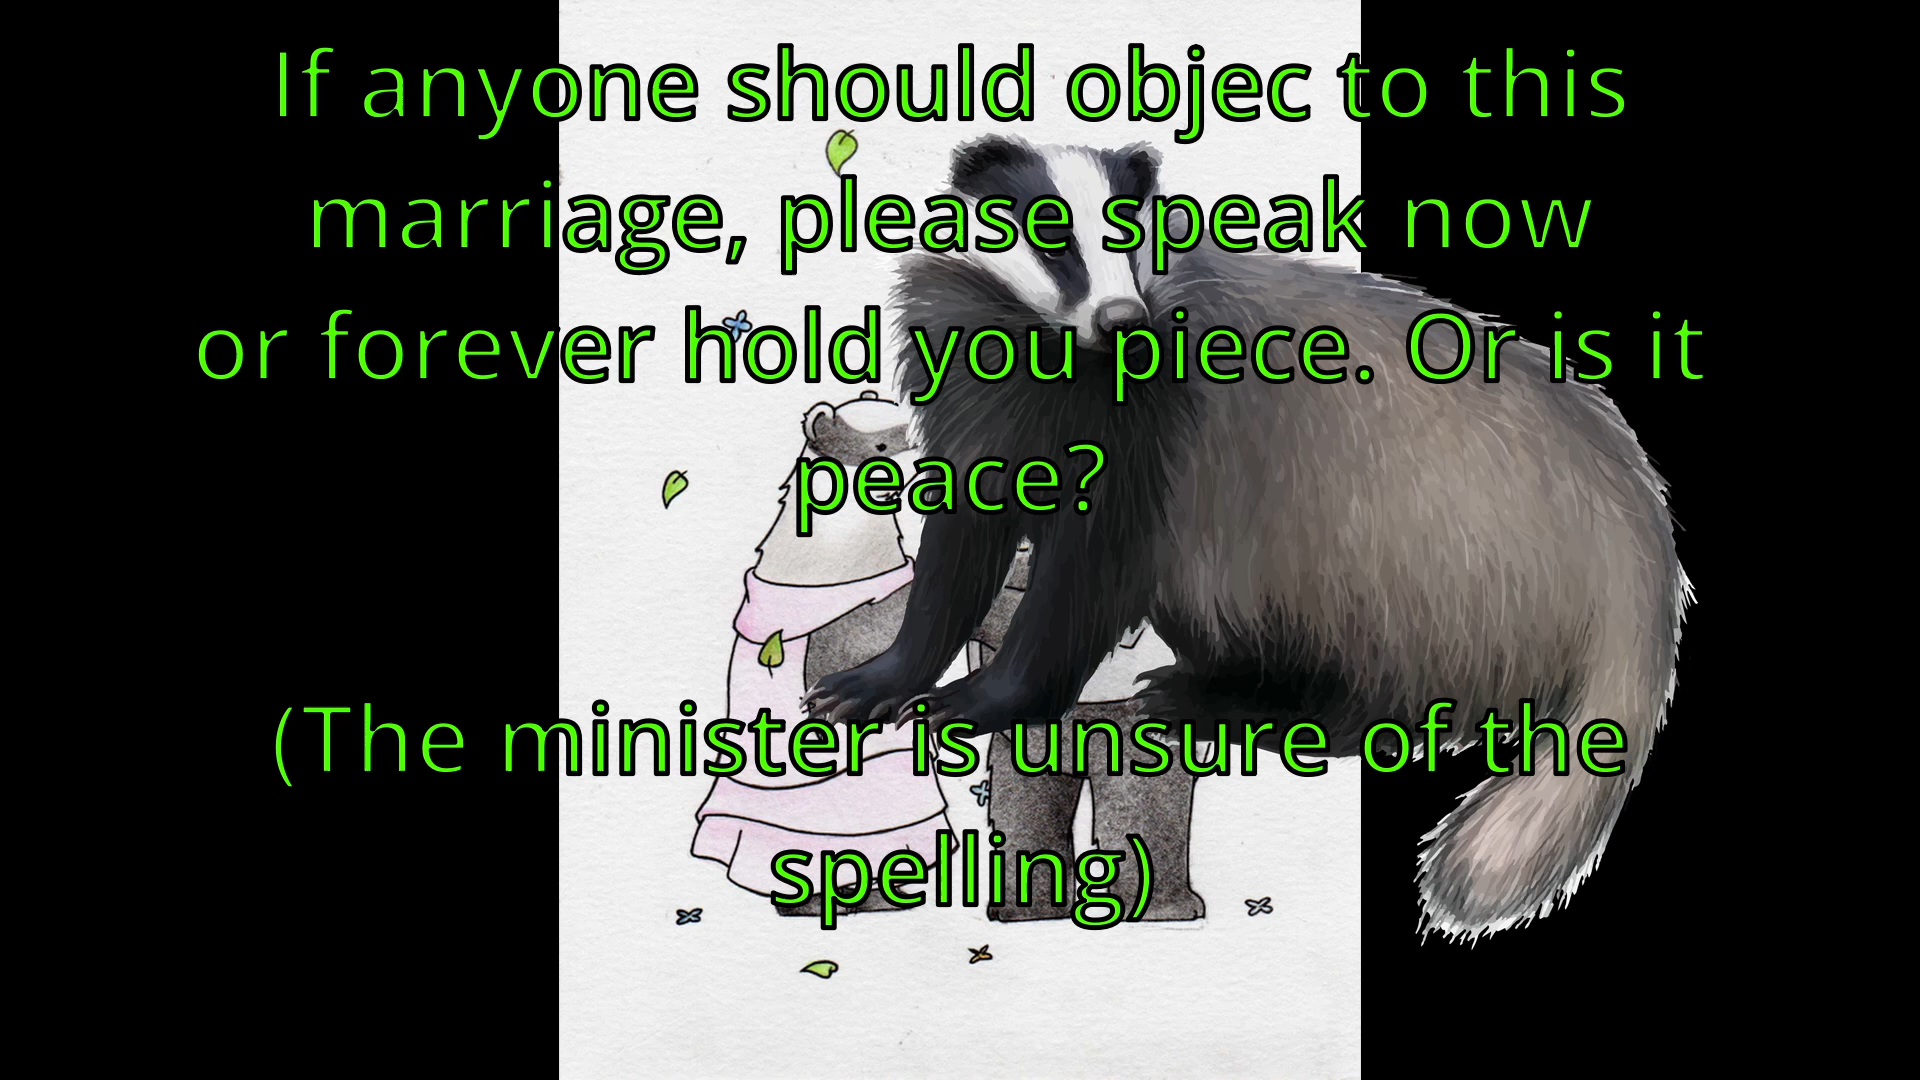 If anyone should objec to this
marriage, please speak now
or forever hold you piece. Or is it
peace?
(The minister is unsure of the
spelling)